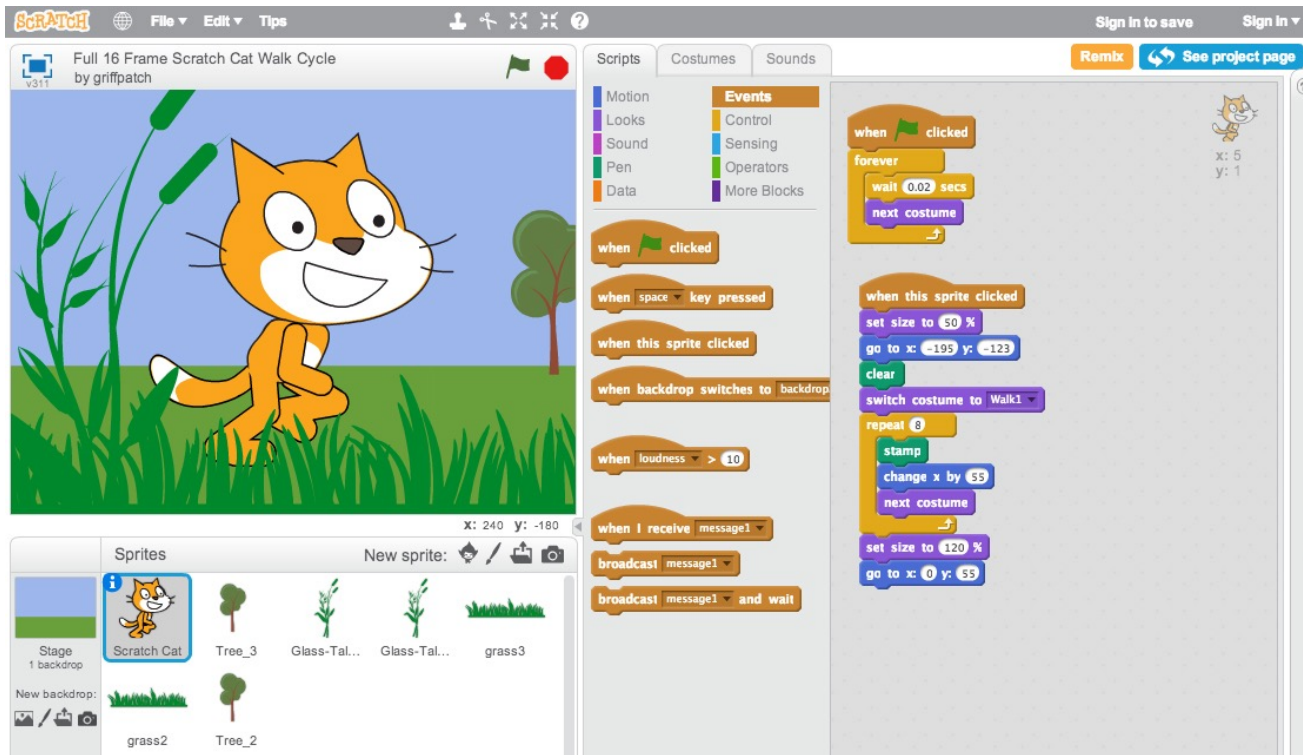 SCRATCH File Edit Tips Sign in to save Sign in
v311
Full 16 Frame Scratch Cat Walk Cycle
by griffpatch
Scripts Costumes Sounds
Remix See project page
Motion Events
Looks Control
Sound Sensing
Pen Operators
Data More Blocks
when clicked
when space key pressed
when this sprite clicked
when backdrop switches to backdrop
when loudness > 10
when I receive message1
broadcast message1
broadcast message1 and wait
when clicked
forever
wait 0.02 secs
next costume
when this sprite clicked
set size to 50 %
go to x: -195 y: -123
clear
switch costume to Walk1
repeat 8
stamp
change x by 55
next costume
set size to 120 %
go to x: 0 y: 55
x: 5
y: 1
x: 240 y: -180
Sprites New sprite:
Stage
1 backdrop
New backdrop:
Scratch Cat Tree_3 Glass-Tal... Glass-Tal... grass3
grass2 Tree_2